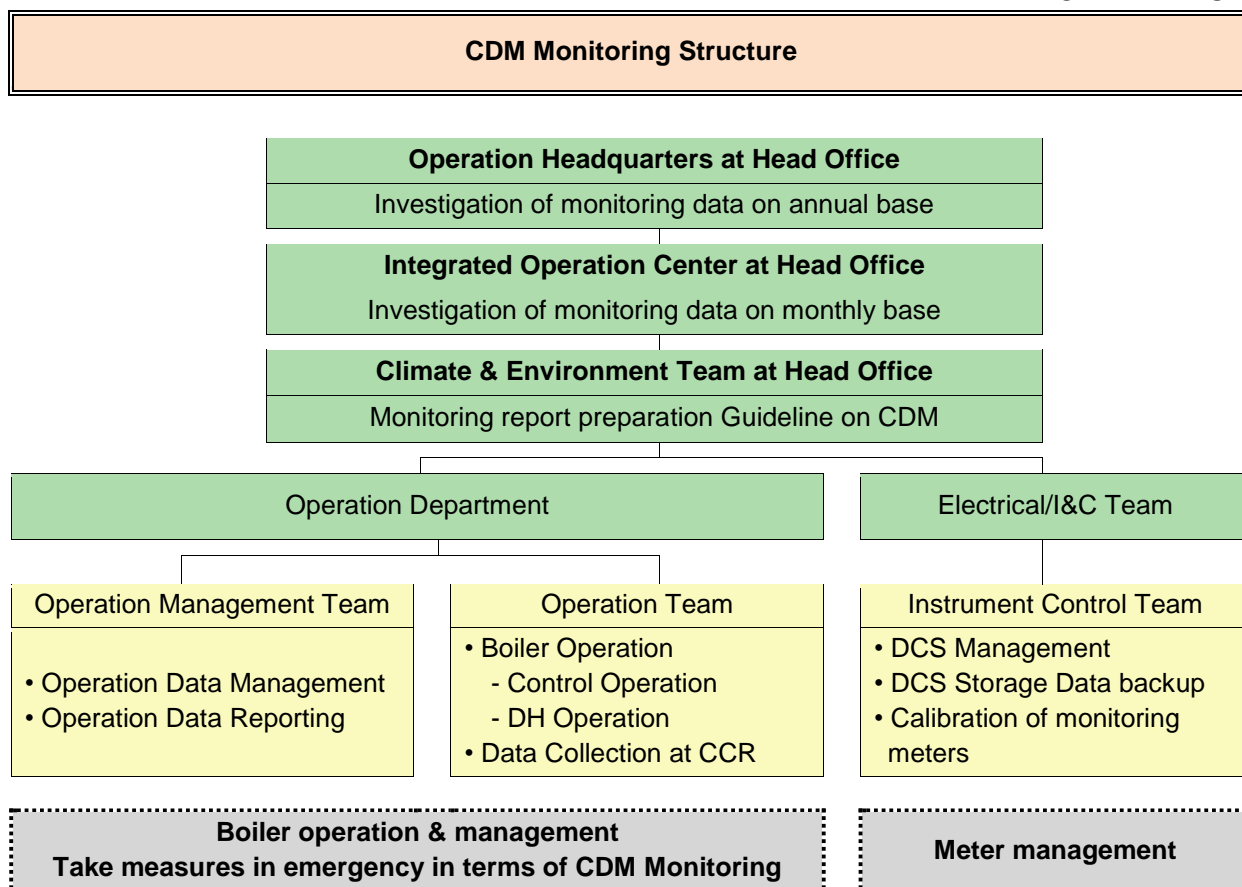 CDM Monitoring Structure
Operation Headquarters at Head Office
Investigation of monitoring data on annual base
Integrated Operation Center at Head Office
Investigation of monitoring data on monthly base
Climate & Environment Team at Head Office
Monitoring report preparation Guideline on CDM
Operation Department
Electrical/I&C Team
Operation Management Team
• Operation Data Management
• Operation Data Reporting
Operation Team
• Boiler Operation
- Control Operation
- DH Operation
• Data Collection at CCR
Instrument Control Team
• DCS Management
• DCS Storage Data backup
• Calibration of monitoring
meters
Boiler operation & management
Take measures in emergency in terms of CDM Monitoring
Meter management